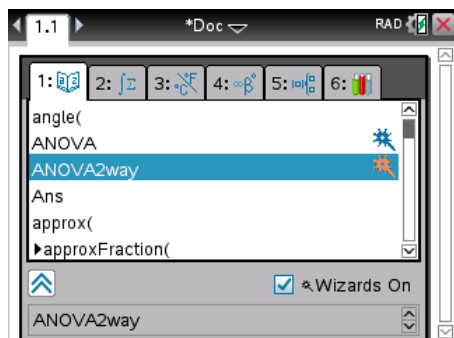 1.1 *Doc RAD
1: 2: ∫Σ 3: °C°F 4: ∞β° 5: 6:
angle(
ANOVA
ANOVA2way
Ans
approx(
▶approxFraction(
Wizards On
ANOVA2way